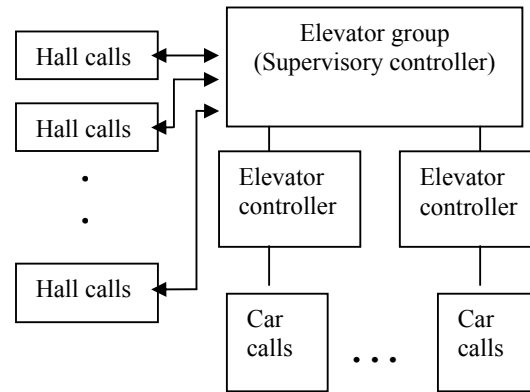 Hall calls
Hall calls
Hall calls
Elevator group
(Supervisory controller)
Elevator
controller
Elevator
controller
Car
calls
Car
calls